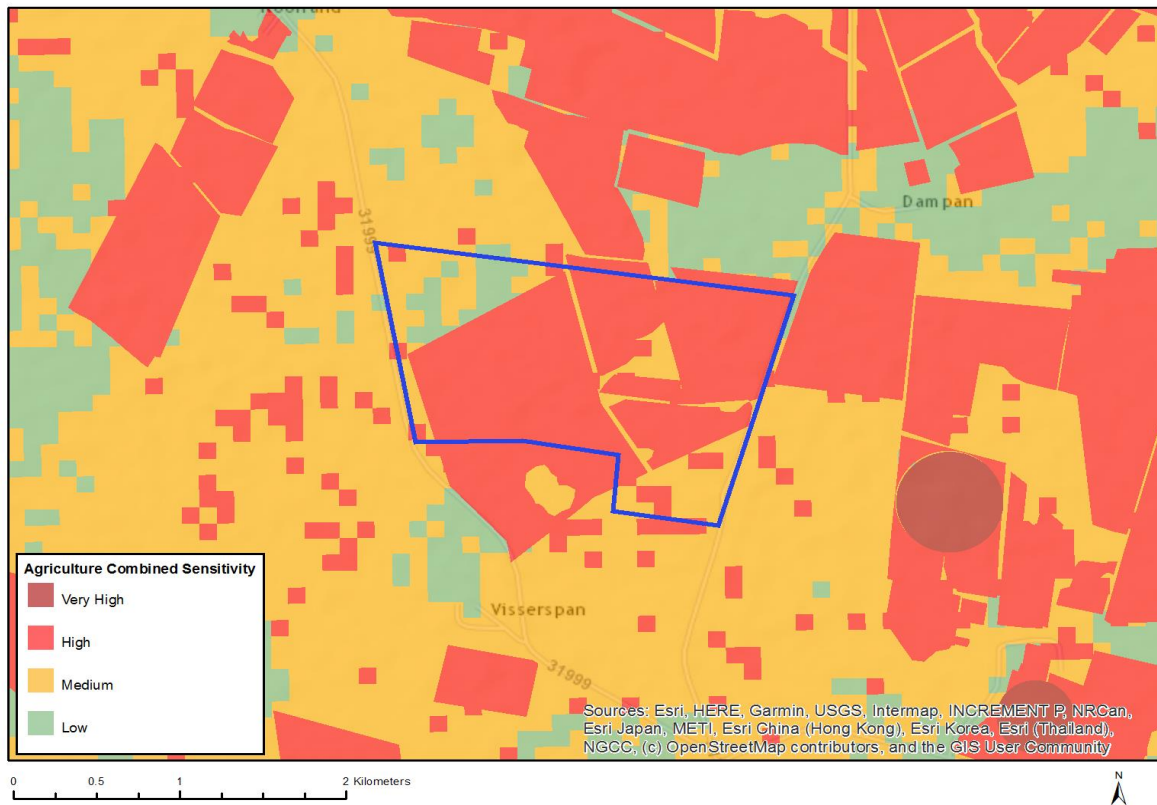 31999
Dampan
Agriculture Combined Sensitivity
Very High
High
Medium
Low
Visserspan
31999
Sources: Esri, HERE, Garmin, USGS, Intermap, INCREMENT P, NRCan,
Esri Japan, METI, Esri China (Hong Kong), Esri Korea, Esri (Thailand),
NGCC, (c) OpenStreetMap contributors, and the GIS User Community
0 0.5 1 2 Kilometers
N